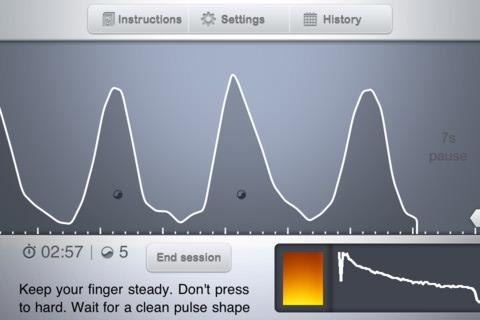 Instructions
Settings
History
7s
pause
02:57 | 5
End session
Keep your finger steady. Don't press
to hard. Wait for a clean pulse shape